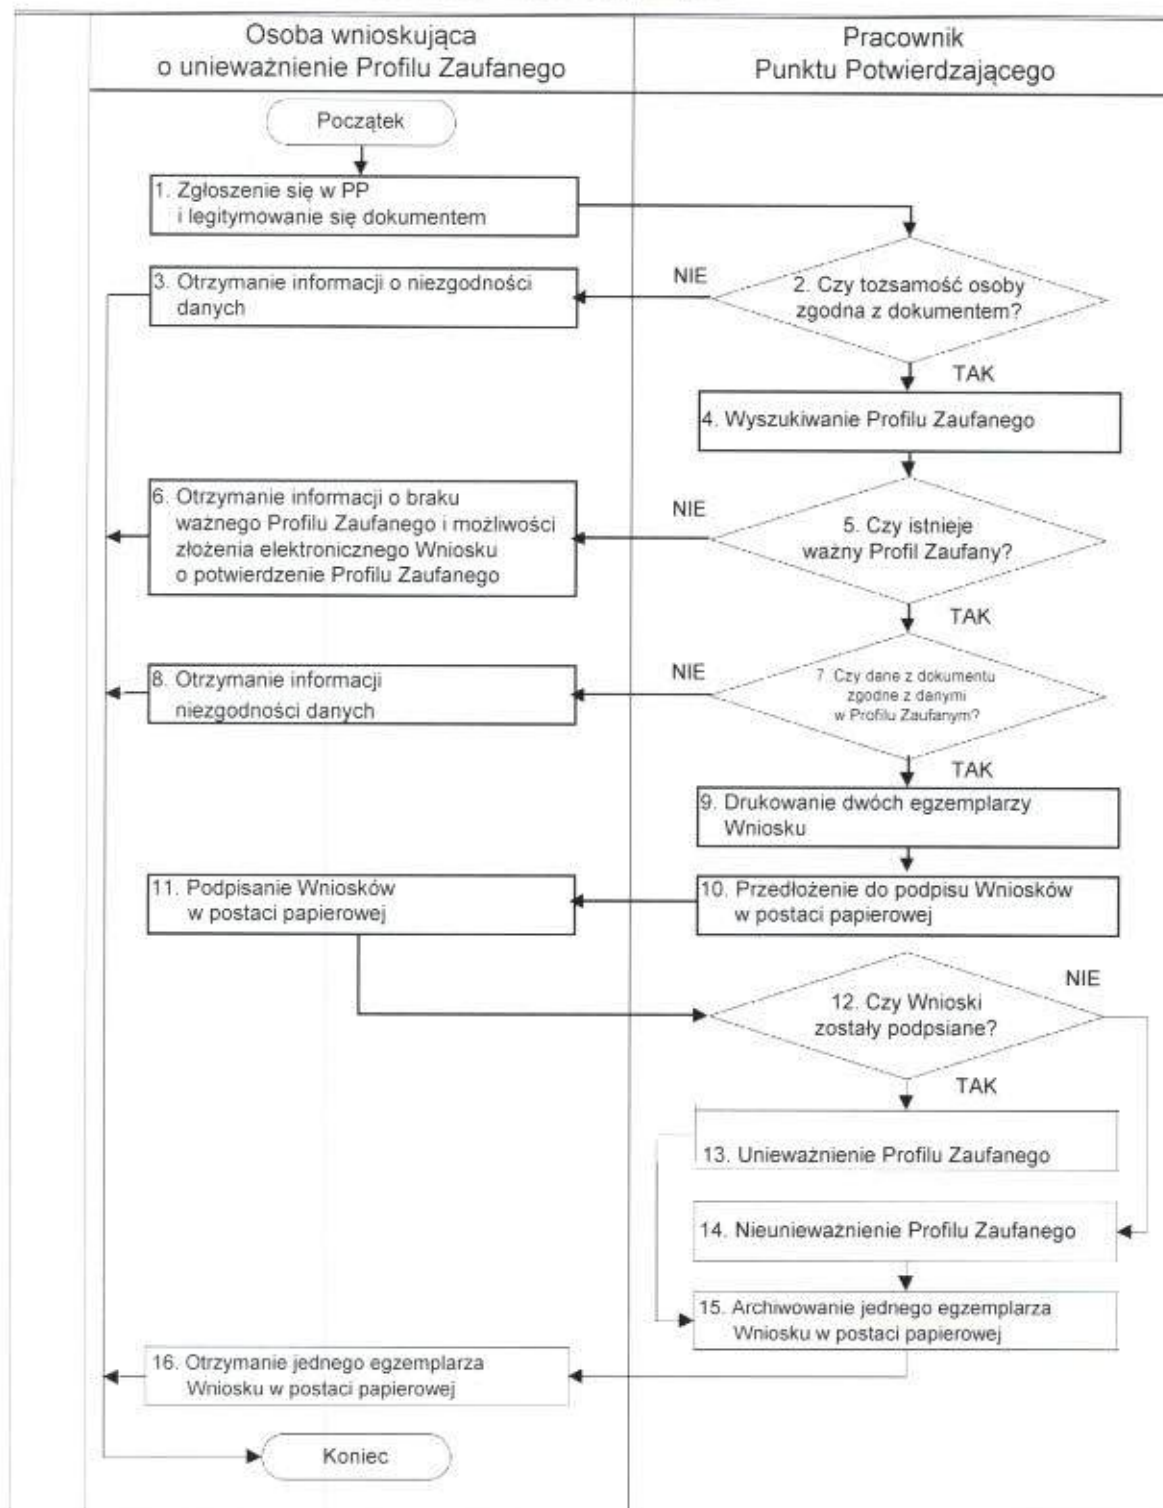 Osoba wnioskująca
o unieważnienie Profilu Zaufanego
Pracownik
Punktu Potwierdzającego
Początek
1. Zgłoszenie się w PP
i legitymowanie się dokumentem
NIE
2. Czy tozsamość osoby
zgodna z dokumentem?
3. Otrzymanie informacji o niezgodności
danych
TAK
4. Wyszukiwanie Profilu Zaufanego
NIE
5. Czy istnieje
ważny Profil Zaufany?
6. Otrzymanie informacji o braku
ważnego Profilu Zaufanego i możliwości
złożenia elektronicznego Wniosku
o potwierdzenie Profilu Zaufanego
TAK
NIE
7. Czy dane z dokumentu
zgodne z danymi
w Profilu Zaufanym?
8. Otrzymanie informacji
niezgodności danych
TAK
9. Drukowanie dwóch egzemplarzy
Wniosku
10. Przedłożenie do podpisu Wniosków
w postaci papierowej
11. Podpisanie Wniosków
w postaci papierowej
NIE
12. Czy Wnioski
zostały podpsiane?
TAK
13. Unieważnienie Profilu Zaufanego
14. Nieunieważnienie Profilu Zaufanego
15. Archiwowanie jednego egzemplarza
Wniosku w postaci papierowej
16. Otrzymanie jednego egzemplarza
Wniosku w postaci papierowej
Koniec